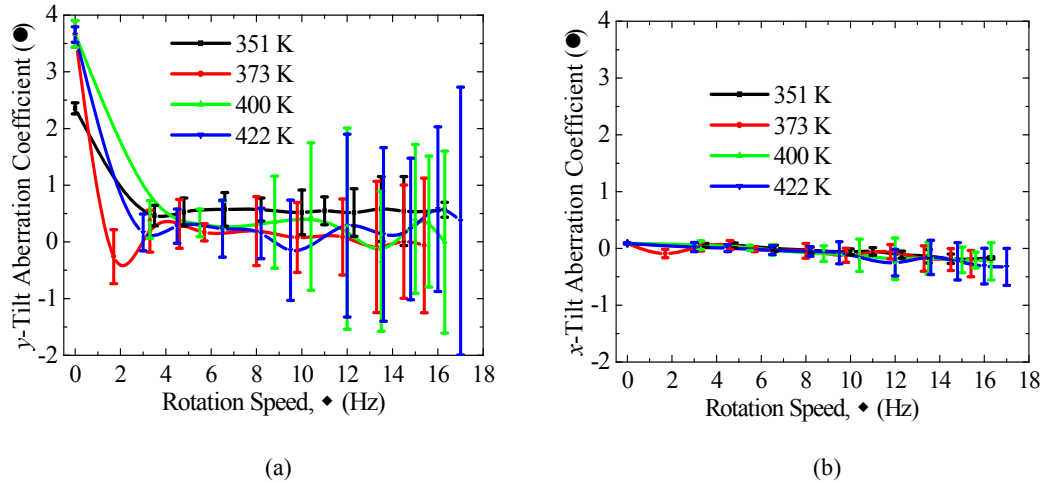 y-Tilt Aberration Coefficient (●)
4
3
2
1
0
-1
-2
351 K
373 K
400 K
422 K
0 2 4 6 8 10 12 14 16 18
Rotation Speed, ◆ (Hz)
(a)
x-Tilt Aberration Coefficient (●)
4
3
2
1
0
-1
-2
351 K
373 K
400 K
422 K
0 2 4 6 8 10 12 14 16 18
Rotation Speed, ◆ (Hz)
(b)